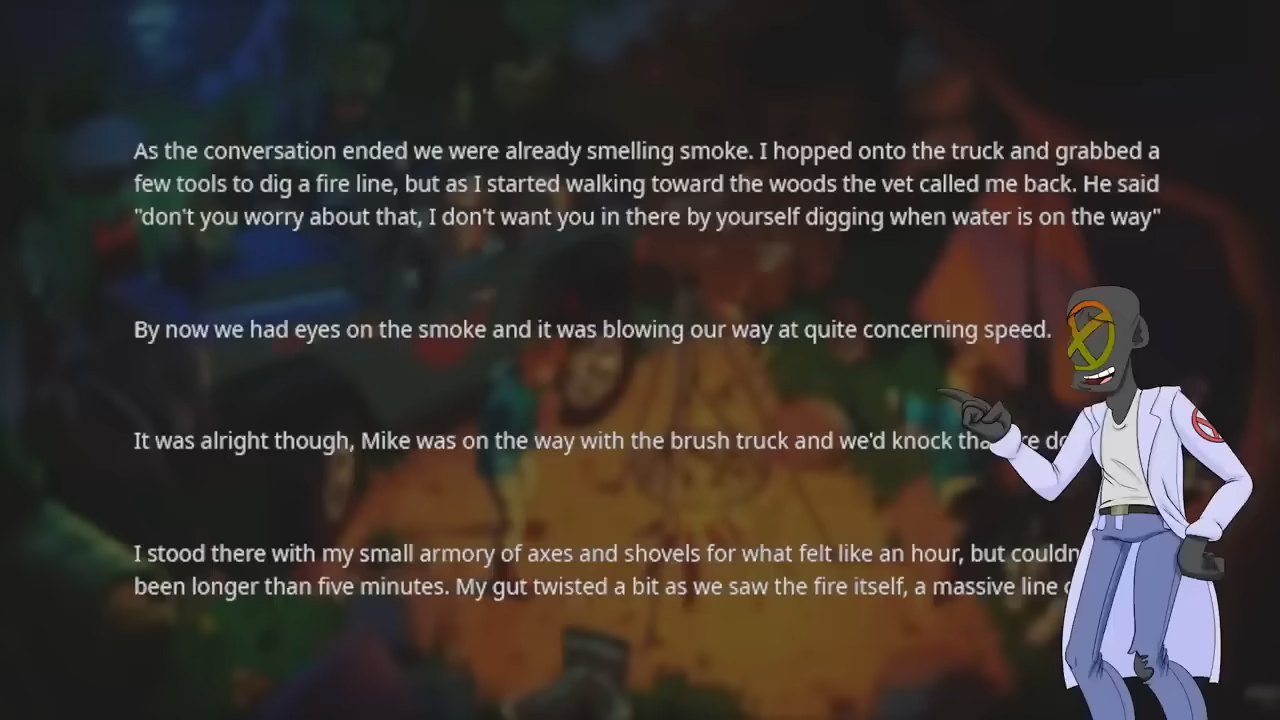 As the conversation ended we were already smelling smoke. I hopped onto the truck and grabbed a
few tools to dig a fire line, but as I started walking toward the woods the vet called me back. He said
"don't you worry about that, I don't want you in there by yourself digging when water is on the way"
By now we had eyes on the smoke and it was blowing our way at quite concerning speed.
It was alright though, Mike was on the way with the brush truck and we'd knock
I stood there with my small armory of axes and shovels for what felt like an hour, but
been longer than five minutes. My gut twisted a bit as we saw the fire itself, a massive line